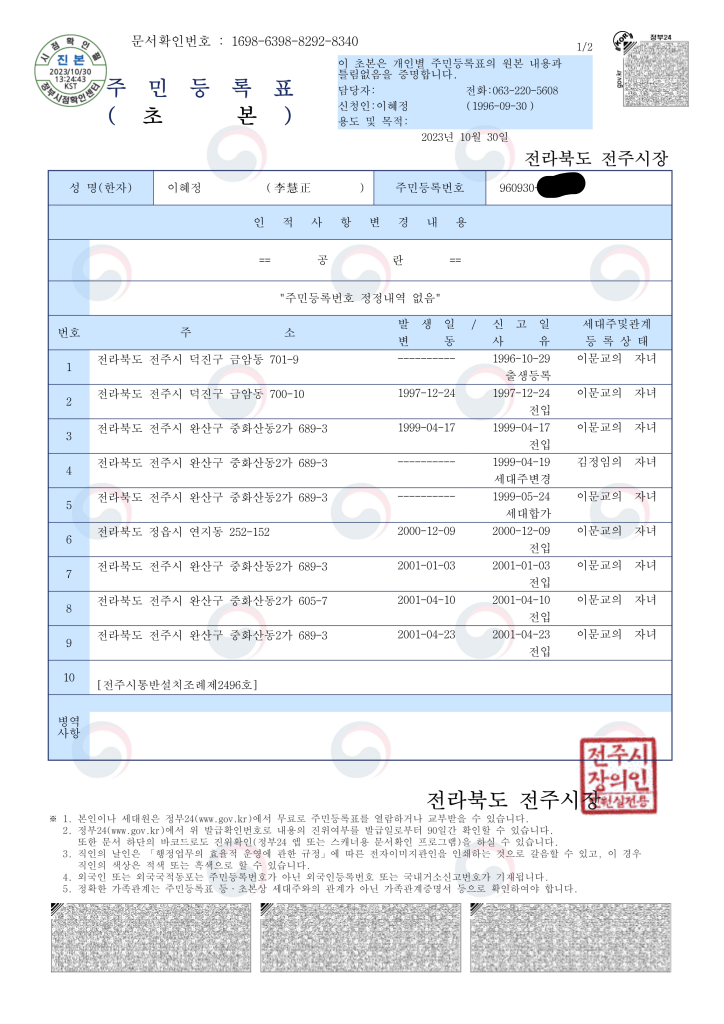 문서확인번호 : 1698-6398-8292-8340
1/2
정부24
gov.kr
시 점 확 인 필
진 본
2023/10/30
13:24:43
KST
정부시점확인센터
주 민 등 록 표
( 초 본 )
이 초본은 개인별 주민등록표의 원본 내용과
틀림없음을 증명합니다.
담당자: 전화:063-220-5608
신청인:이혜정 (1996-09-30 )
용도 및 목적:
2023년 10월 30일
전라북도 전주시장
성 명(한자) 이혜정 (李慧正 ) 주민등록번호 960930-
인 적 사 항 변 경 내 용
== 공 란 ==
"주민등록번호 정정내역 없음"
번호 주 소 발 생 일 / 신 고 일 세대주및관계
변 동 사 유 등 록 상 태
1 전라북도 전주시 덕진구 금암동 701-9 ---------- 1996-10-29 이문교의 자녀
출생등록
2 전라북도 전주시 덕진구 금암동 700-10 1997-12-24 1997-12-24 이문교의 자녀
전입
3 전라북도 전주시 완산구 중화산동2가 689-3 1999-04-17 1999-04-17 이문교의 자녀
전입
4 전라북도 전주시 완산구 중화산동2가 689-3 ---------- 1999-04-19 김정임의 자녀
세대주변경
5 전라북도 전주시 완산구 중화산동2가 689-3 ---------- 1999-05-24 이문교의 자녀
세대합가
6 전라북도 정읍시 연지동 252-152 2000-12-09 2000-12-09 이문교의 자녀
전입
7 전라북도 전주시 완산구 중화산동2가 689-3 2001-01-03 2001-01-03 이문교의 자녀
전입
8 전라북도 전주시 완산구 중화산동2가 605-7 2001-04-10 2001-04-10 이문교의 자녀
전입
9 전라북도 전주시 완산구 중화산동2가 689-3 2001-04-23 2001-04-23 이문교의 자녀
전입
10 [전주시통반설치조례제2496호]
병역
사항
전라북도 전주시장
전주시
장의인
민원실전용
※ 1. 본인이나 세대원은 정부24(www.gov.kr)에서 무료로 주민등록표를 열람하거나 교부받을 수 있습니다.
2. 정부24(www.gov.kr)에서 위 발급확인번호로 내용의 진위여부를 발급일로부터 90일간 확인할 수 있습니다.
또한 문서 하단의 바코드로도 진위확인(정부24 앱 또는 스캐너용 문서확인 프로그램)을 하실 수 있습니다.
3. 직인의 날인은 「행정업무의 효율적 운영에 관한 규정」에 따른 전자이미지관인을 인쇄하는 것으로 갈음할 수 있고, 이 경우
직인의 색상은 적색 또는 흑색으로 할 수 있습니다.
4. 외국인 또는 외국국적동포는 주민등록번호가 아닌 외국인등록번호 또는 국내거소신고번호가 기재됩니다.
5. 정확한 가족관계는 주민등록표 등·초본상 세대주와의 관계가 아닌 가족관계증명서 등으로 확인하여야 합니다.